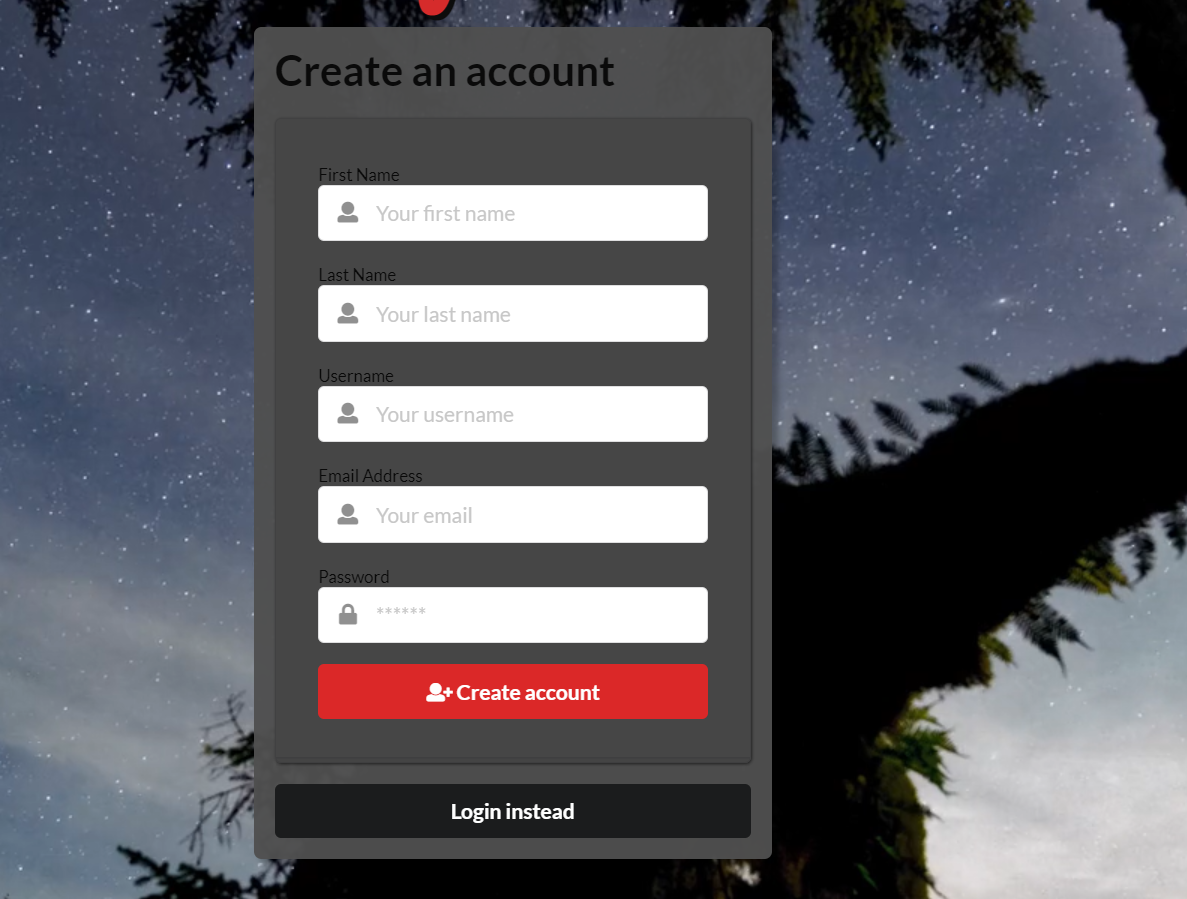 Create an account
First Name
Your first name
Last Name
Your last name
Username
Your username
Email Address
Your email
Password
******
Create account
Login instead